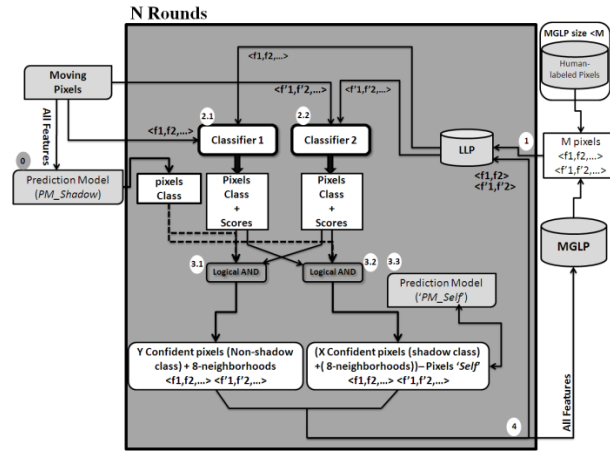 N Rounds
MGLP size <M
Human-
labeled Pixels
<f1,f2,...>
Moving
Pixels
<f'1,f'2,...>
<f'1,f'2,...>
All Features
2.1
2.2
<f1,f2,...>
Classifier 1
Classifier 2
LLP
1
M pixels
<f1,f2,...>
<f'1,f'2,...>
0
Prediction Model
(PM_Shadow)
pixels
Class
Pixels
Class
+
Scores
Pixels
Class
+
Scores
<f1,f2>
<f'1,f'2>
MGLP
3.1
Logical AND
Logical AND
3.2
3.3
Prediction Model
('PM_Self')
Y Confident pixels (Non-shadow
class) + 8-neighborhoods
<f1,f2,...> <f'1,f'2,...>
(X Confident pixels (shadow class)
+( 8-neighborhoods))– Pixels 'Self'
<f1,f2,...> <f'1,f'2,...>
All Features
4